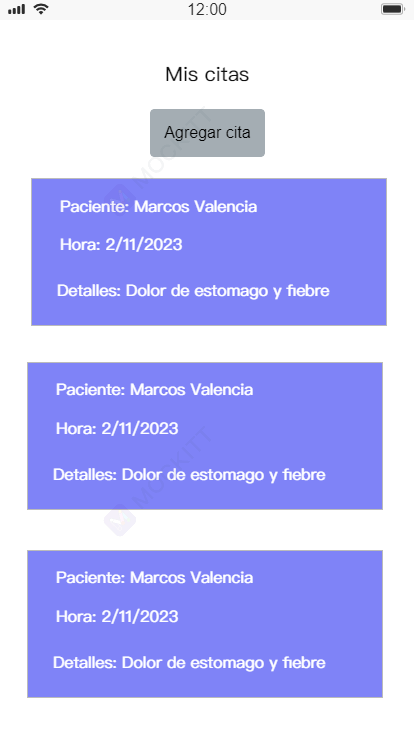 12:00
Mis citas
Agregar cita
MOCKITT
Paciente: Marcos Valencia
Hora: 2/11/2023
Detalles: Dolor de estomago y fiebre
Paciente: Marcos Valencia
Hora: 2/11/2023
Detalles: Dolor de estomago y fiebre
MOCKITT
Paciente: Marcos Valencia
Hora: 2/11/2023
Detalles: Dolor de estomago y fiebre